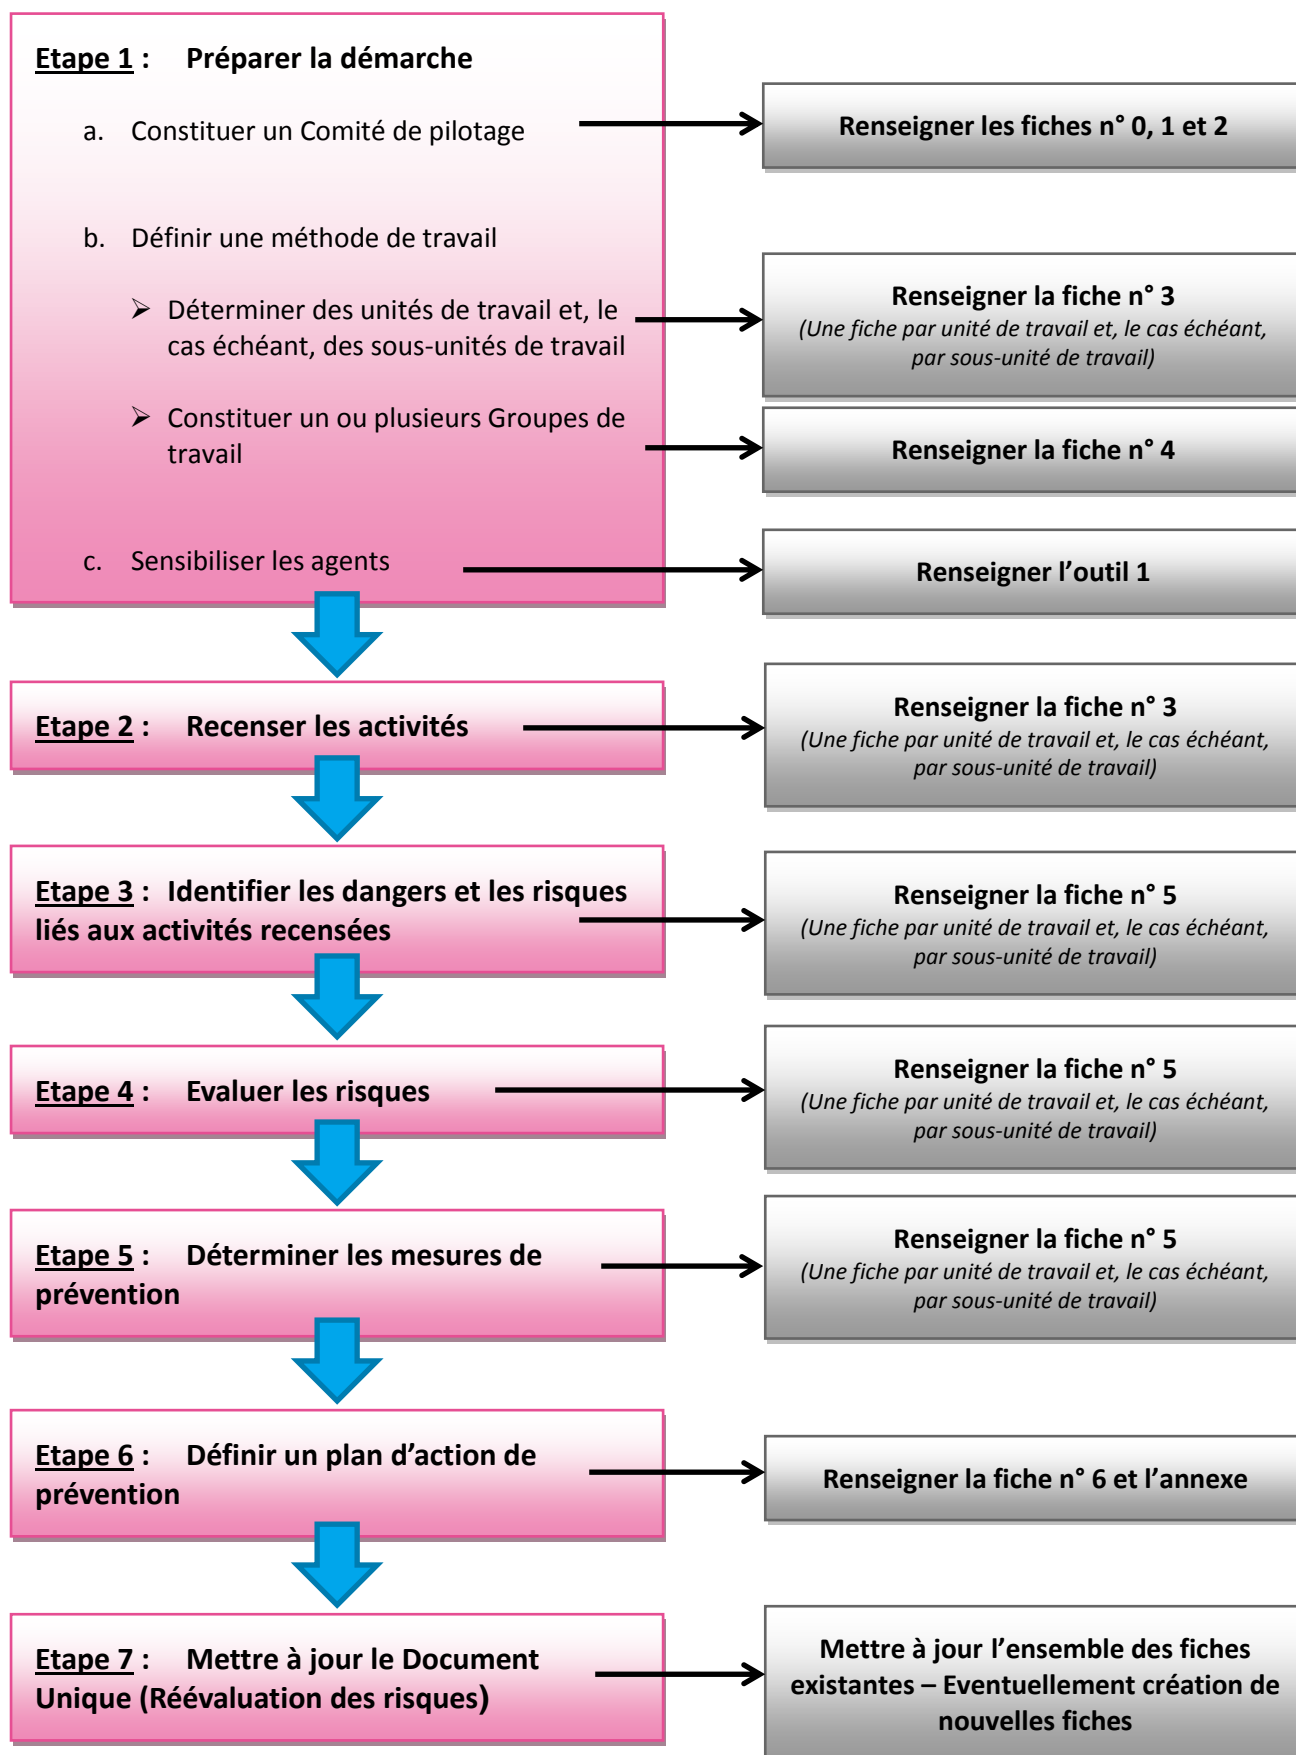 Etape 1 : Préparer la démarche
a. Constituer un Comité de pilotage
Renseigner les fiches n° 0, 1 et 2
b. Définir une méthode de travail
➢ Déterminer des unités de travail et, le
cas échéant, des sous-unités de travail
Renseigner la fiche n° 3
(Une fiche par unité de travail et, le cas échéant,
par sous-unité de travail)
➢ Constituer un ou plusieurs Groupes de
travail
Renseigner la fiche n° 4
c. Sensibiliser les agents
Renseigner l’outil 1
Etape 2 : Recenser les activités
Renseigner la fiche n° 3
(Une fiche par unité de travail et, le cas échéant,
par sous-unité de travail)
Etape 3 : Identifier les dangers et les risques
liés aux activités recensées
Renseigner la fiche n° 5
(Une fiche par unité de travail et, le cas échéant,
par sous-unité de travail)
Etape 4 : Evaluer les risques
Renseigner la fiche n° 5
(Une fiche par unité de travail et, le cas échéant,
par sous-unité de travail)
Etape 5 : Déterminer les mesures de
prévention
Renseigner la fiche n° 5
(Une fiche par unité de travail et, le cas échéant,
par sous-unité de travail)
Etape 6 : Définir un plan d’action de
prévention
Renseigner la fiche n° 6 et l’annexe
Etape 7 : Mettre à jour le Document
Unique (Réévaluation des risques)
Mettre à jour l’ensemble des fiches
existantes – Eventuellement création de
nouvelles fiches